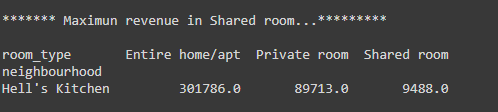 ******* Maximun revenue in Shared room...*********
room_type Entire home/apt Private room Shared room
neighbourhood
Hell's Kitchen 301786.0 89713.0 9488.0